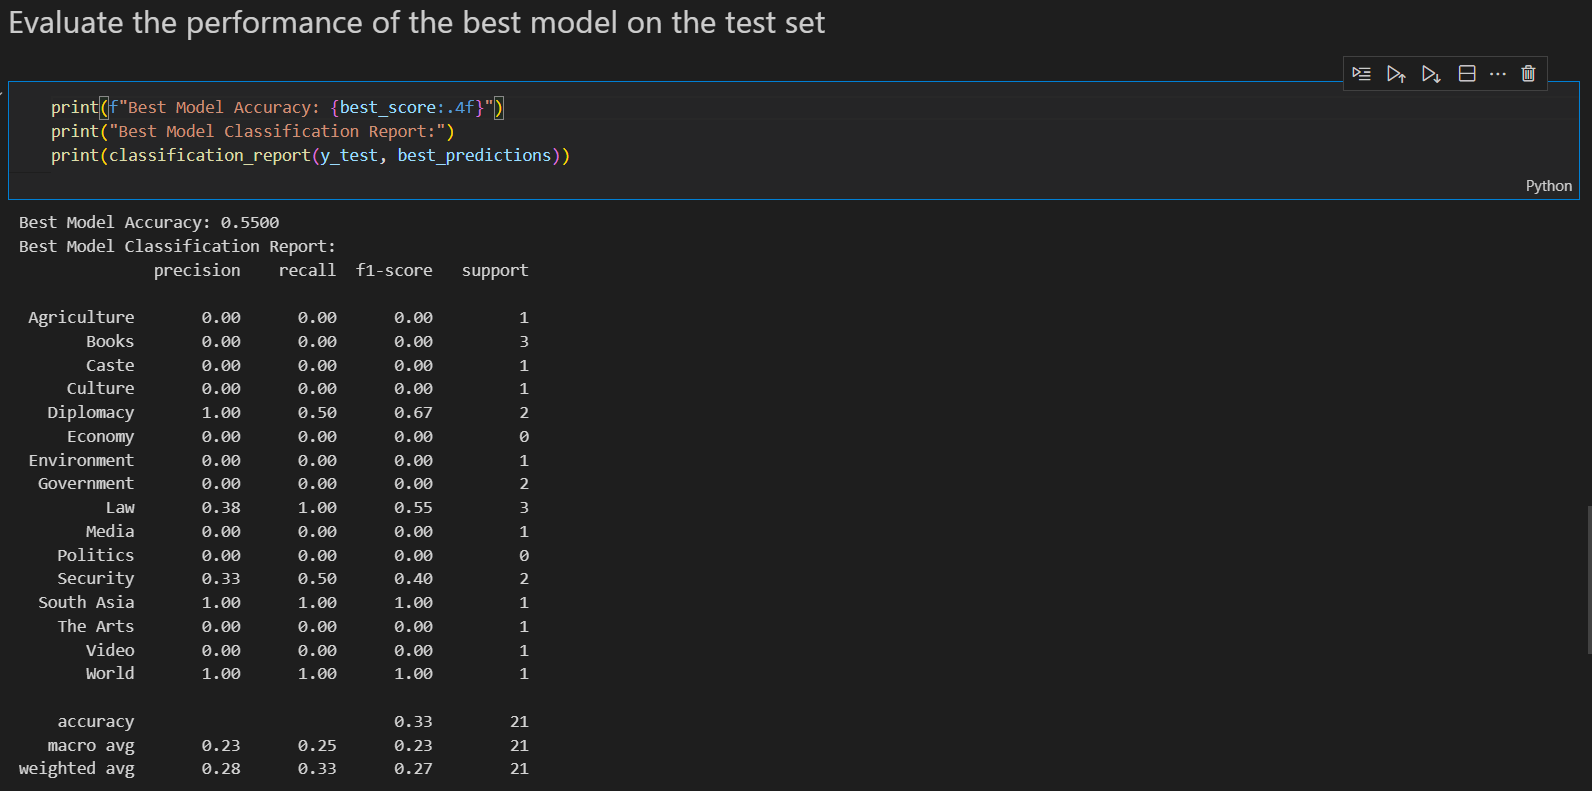 Evaluate the performance of the best model on the test set
print(f"Best Model Accuracy: {best_score:.4f}")
print("Best Model Classification Report:")
print(classification_report(y_test, best_predictions))
Python
Best Model Accuracy: 0.5500
Best Model Classification Report:
precision recall f1-score support
Agriculture 0.00 0.00 0.00 1
Books 0.00 0.00 0.00 3
Caste 0.00 0.00 0.00 1
Culture 0.00 0.00 0.00 1
Diplomacy 1.00 0.50 0.67 2
Economy 0.00 0.00 0.00 0
Environment 0.00 0.00 0.00 1
Government 0.00 0.00 0.00 2
Law 0.38 1.00 0.55 3
Media 0.00 0.00 0.00 1
Politics 0.00 0.00 0.00 0
Security 0.33 0.50 0.40 2
South Asia 1.00 1.00 1.00 1
The Arts 0.00 0.00 0.00 1
Video 0.00 0.00 0.00 1
World 1.00 1.00 1.00 1
accuracy 0.33 21
macro avg 0.23 0.25 0.23 21
weighted avg 0.28 0.33 0.27 21